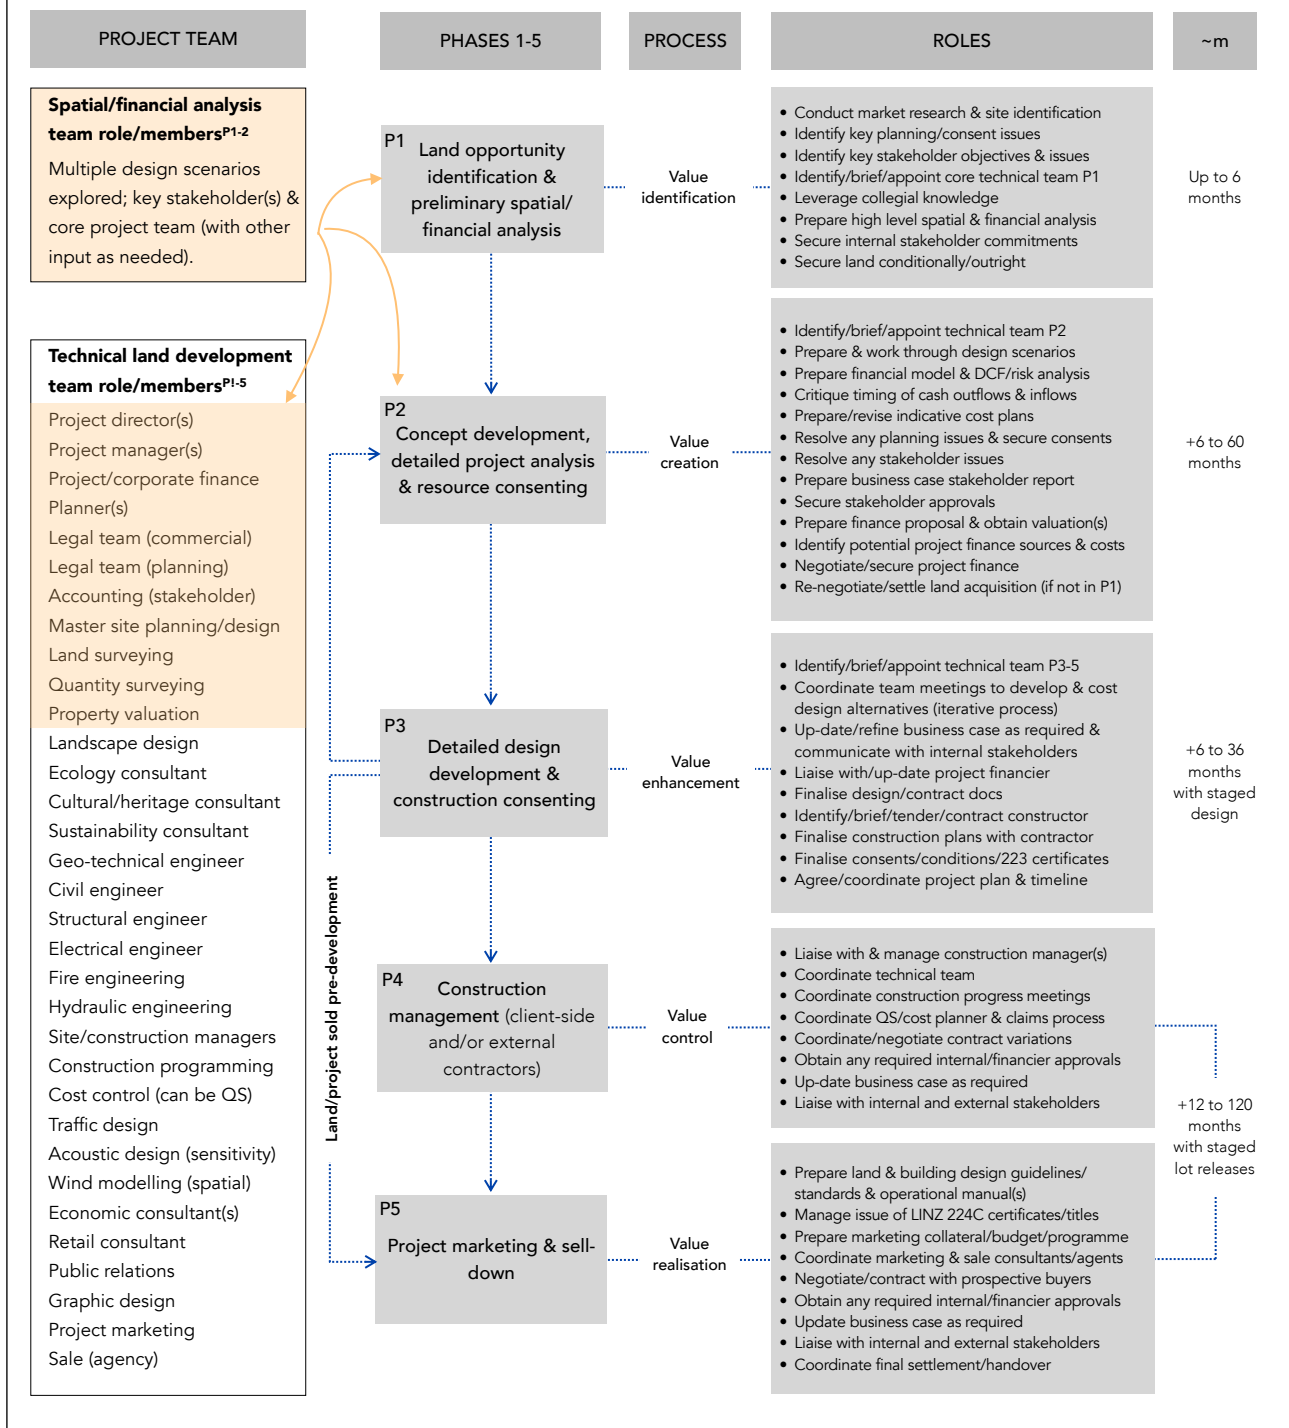 PROJECT TEAM
PHASES 1-5
PROCESS
ROLES
~m
Spatial/financial analysis
team role/membersP1-2
Multiple design scenarios
explored; key stakeholder(s) &
core project team (with other
input as needed).
Technical land development
team role/membersP!-5
Project director(s)
Project manager(s)
Project/corporate finance
Planner(s)
Legal team (commercial)
Legal team (planning)
Accounting (stakeholder)
Master site planning/design
Land surveying
Quantity surveying
Property valuation
Landscape design
Ecology consultant
Cultural/heritage consultant
Sustainability consultant
Geo-technical engineer
Civil engineer
Structural engineer
Electrical engineer
Fire engineering
Hydraulic engineering
Site/construction managers
Construction programming
Cost control (can be QS)
Traffic design
Acoustic design (sensitivity)
Wind modelling (spatial)
Economic consultant(s)
Retail consultant
Public relations
Graphic design
Project marketing
Sale (agency)
Land/project sold pre-development
P1
Land opportunity
identification &
preliminary spatial/
financial analysis
Value
identification
• Conduct market research & site identification
• Identify key planning/consent issues
• Identify key stakeholder objectives & issues
• Identify/brief/appoint core technical team P1
• Leverage collegial knowledge
• Prepare high level spatial & financial analysis
• Secure internal stakeholder commitments
• Secure land conditionally/outright
Up to 6
months
P2
Concept development,
detailed project analysis
& resource consenting
Value
creation
• Identify/brief/appoint technical team P2
• Prepare & work through design scenarios
• Prepare financial model & DCF/risk analysis
• Critique timing of cash outflows & inflows
• Prepare/revise indicative cost plans
• Resolve any planning issues & secure consents
• Resolve any stakeholder issues
• Prepare business case stakeholder report
• Secure stakeholder approvals
• Prepare finance proposal & obtain valuation(s)
• Identify potential project finance sources & costs
• Negotiate/secure project finance
• Re-negotiate/settle land acquisition (if not in P1)
+6 to 60
months
P3
Detailed design
development &
construction consenting
Value
enhancement
• Identify/brief/appoint technical team P3-5
• Coordinate team meetings to develop & cost
design alternatives (iterative process)
• Up-date/refine business case as required &
communicate with internal stakeholders
• Liaise with/up-date project financier
• Finalise design/contract docs
• Identify/brief/tender/contract constructor
• Finalise construction plans with contractor
• Finalise consents/conditions/223 certificates
• Agree/coordinate project plan & timeline
+6 to 36
months
with staged
design
P4
Construction
management (client-side
and/or external
contractors)
Value
control
• Liaise with & manage construction manager(s)
• Coordinate technical team
• Coordinate construction progress meetings
• Coordinate QS/cost planner & claims process
• Coordinate/negotiate contract variations
• Obtain any required internal/financier approvals
• Up-date business case as required
• Liaise with internal and external stakeholders
+12 to 120
months
with staged
lot releases
P5
Project marketing & sell-
down
Value
realisation
• Prepare land & building design guidelines/
standards & operational manual(s)
• Manage issue of LINZ 224C certificates/titles
• Prepare marketing collateral/budget/programme
• Coordinate marketing & sale consultants/agents
• Negotiate/contract with prospective buyers
• Obtain any required internal/financier approvals
• Update business case as required
• Liaise with internal and external stakeholders
• Coordinate final settlement/handover